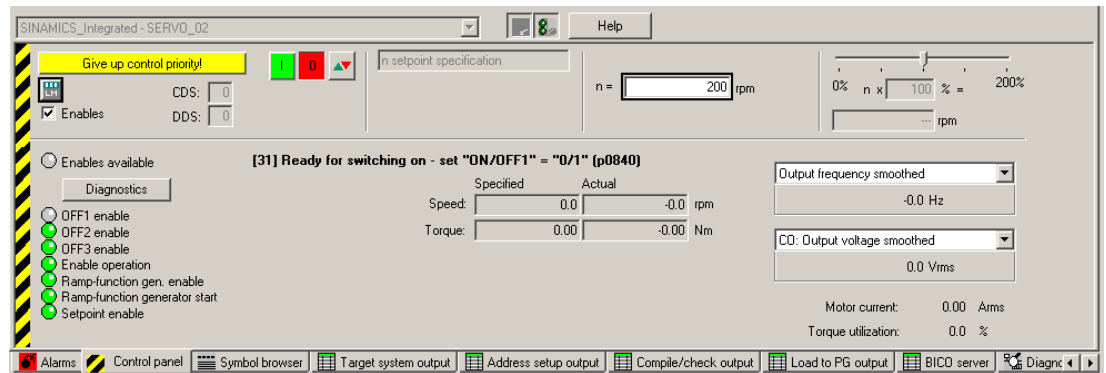 SINAMICS_Integrated - SERVO_02
Help
Give up control priority!
I
0
n setpoint specification
n =
200
rpm
0%
n x
100
% =
200%
---
rpm
LM
CDS:
0
Enables
DDS:
0
Enables available
[31] Ready for switching on - set "ON/OFF1" = "0/1" (p0840)
Diagnostics
Specified
Actual
Speed:
0.0
-0.0
rpm
Torque:
0.00
-0.00
Nm
Output frequency smoothed
-0.0 Hz
CO: Output voltage smoothed
0.0 Vrms
OFF1 enable
OFF2 enable
OFF3 enable
Enable operation
Ramp-function gen. enable
Ramp-function generator start
Setpoint enable
Motor current:
0.00
Arms
Torque utilization:
0.0
%
Alarms
Control panel
Symbol browser
Target system output
Address setup output
Compile/check output
Load to PG output
BICO server
Diagnc